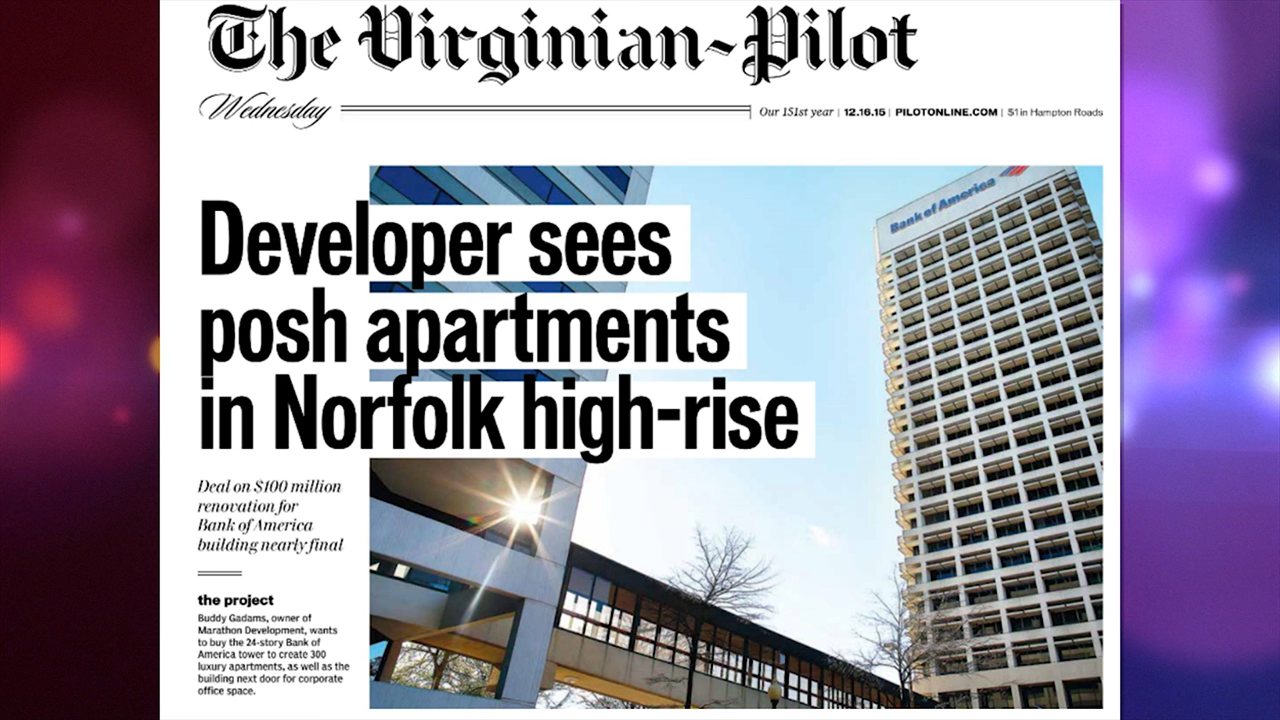 The Virginian-Pilot
Wednesday
Our 151st year | 12.16.15 | PILOTONLINE.COM | $1 in Hampton Roads
Bank of America
Developer sees
posh apartments
in Norfolk high-rise
Deal on $100 million
renovation for
Bank of America
building nearly final
the project
Buddy Gadams, owner of
Marathon Development, wants
to buy the 24-story Bank of
America tower to create 300
luxury apartments, as well as the
building next door for corporate
office space.